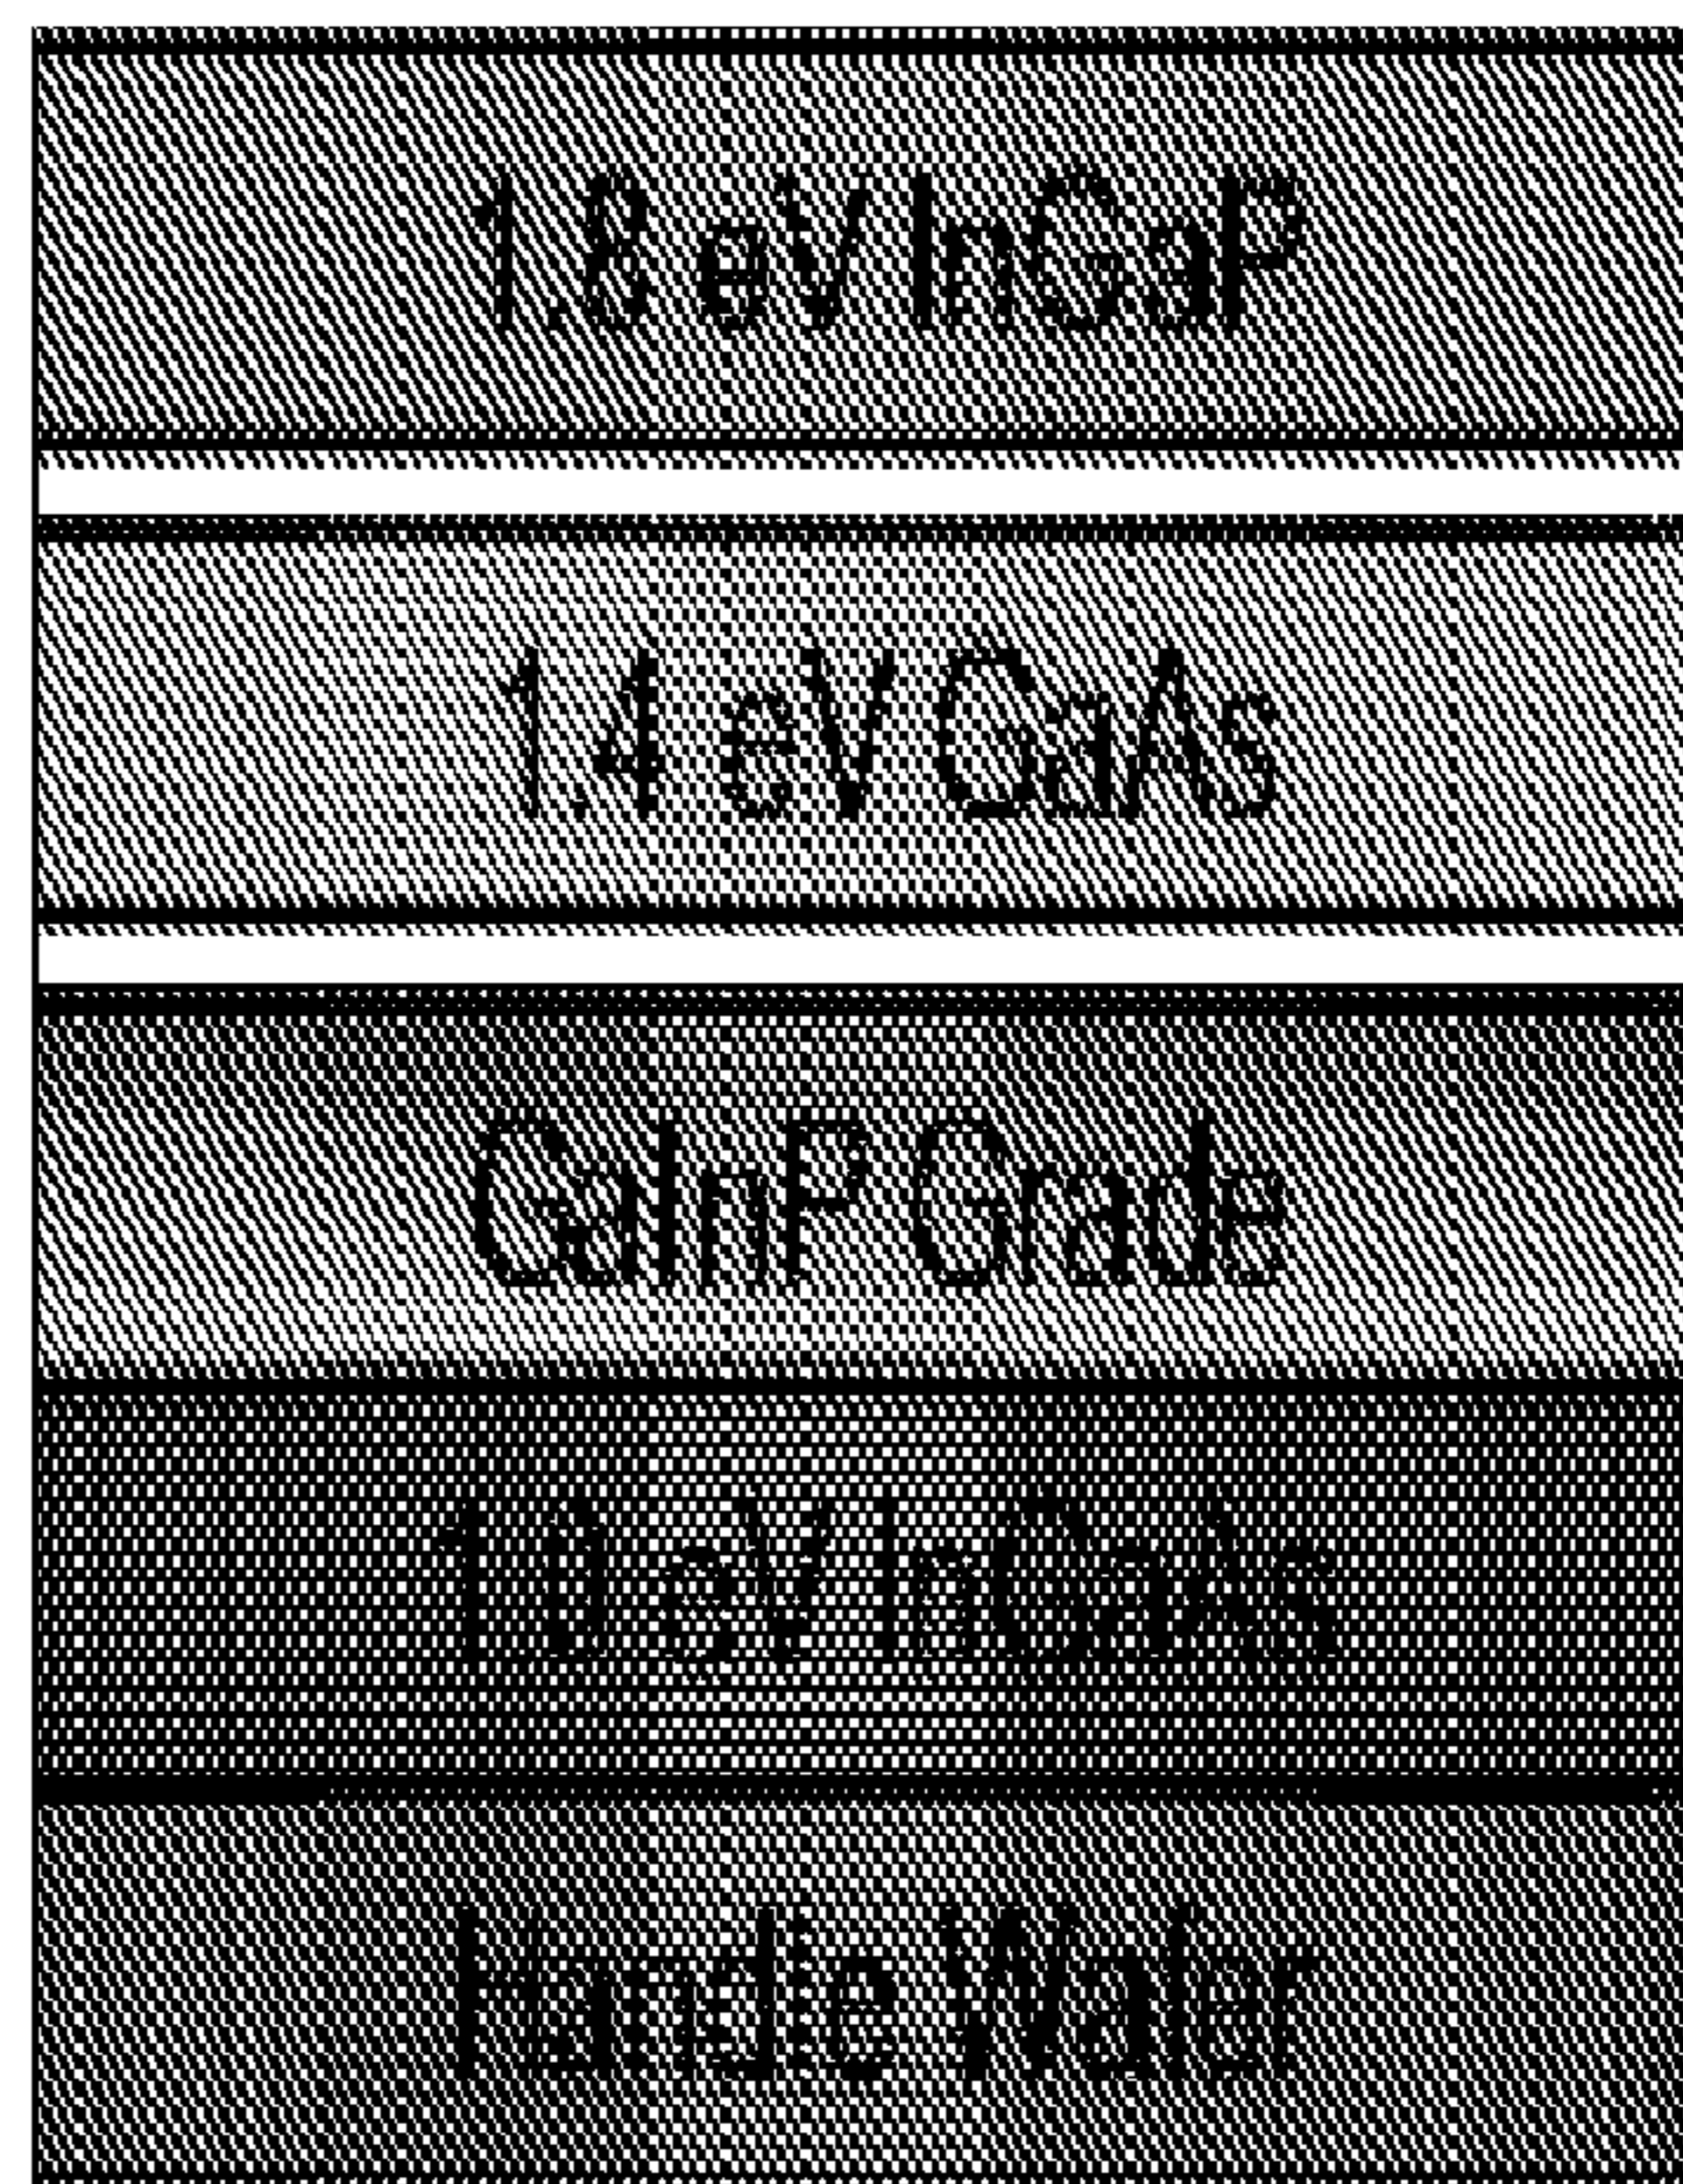 1.8 eV InGaP
1.4 eV GaAs
GaInP Grade
1.0 eV InGaAs
Handle Wafer